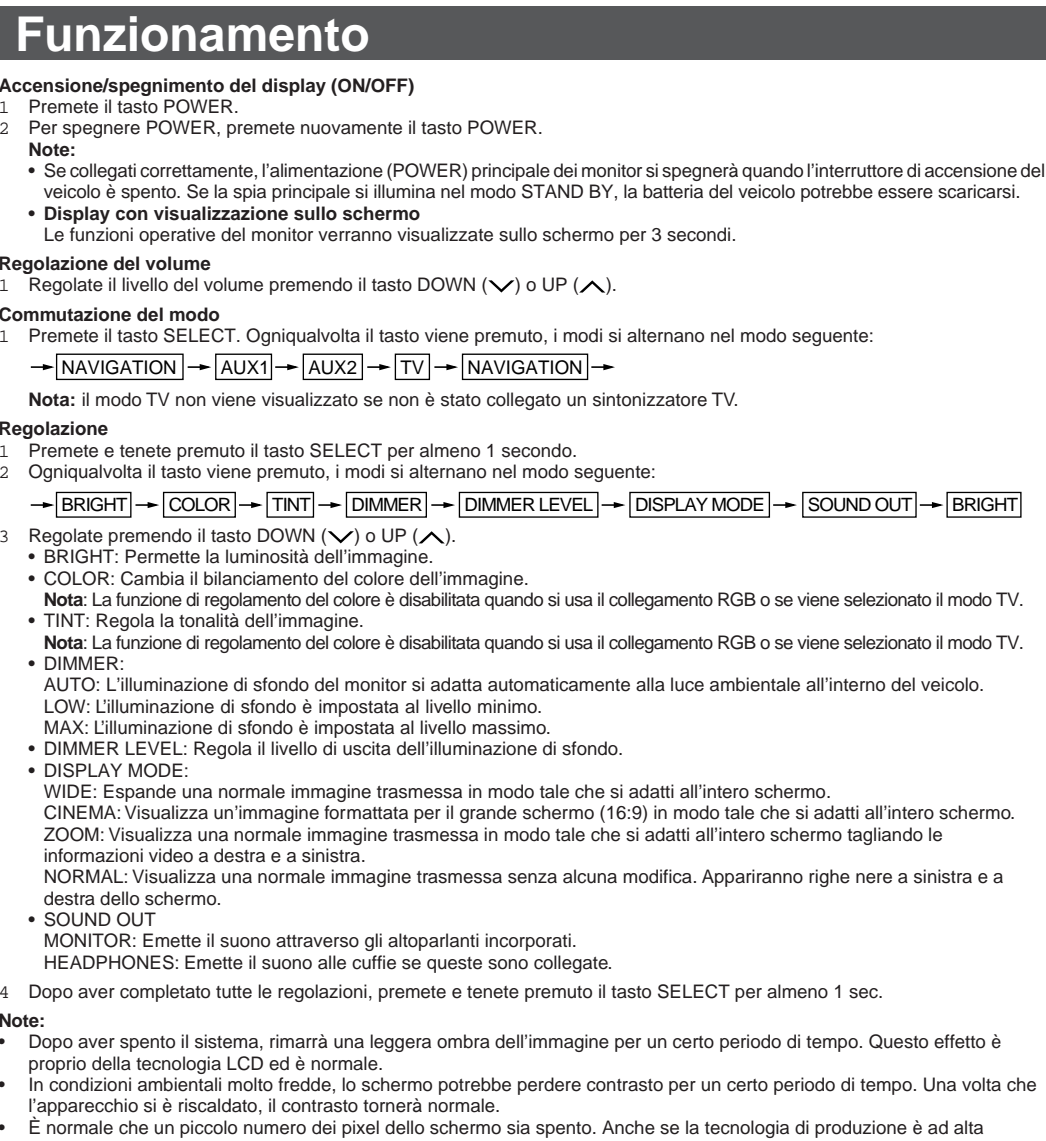 Funzionamento
Accensione/spegnimento del display (ON/OFF)
1 Premete il tasto POWER.
2 Per spegnere POWER, premete nuovamente il tasto POWER.
Note:
• Se collegati correttamente, l'alimentazione (POWER) principale dei monitor si spegnerà quando l'interruttore di accensione del
veicolo è spento. Se la spia principale si illumina nel modo STAND BY, la batteria del veicolo potrebbe essere scaricarsi.
• Display con visualizzazione sullo schermo
Le funzioni operative del monitor verranno visualizzate sullo schermo per 3 secondi.
Regolazione del volume
1 Regolate il livello del volume premendo il tasto DOWN (∨) o UP (∧).
Commutazione del modo
1 Premete il tasto SELECT. Ogniqualvolta il tasto viene premuto, i modi si alternano nel modo seguente:
→ NAVIGATION → AUX1 → AUX2 → TV → NAVIGATION →
Nota: il modo TV non viene visualizzato se non è stato collegato un sintonizzatore TV.
Regolazione
1 Premete e tenete premuto il tasto SELECT per almeno 1 secondo.
2 Ogniqualvolta il tasto viene premuto, i modi si alternano nel modo seguente:
→ BRIGHT → COLOR → TINT → DIMMER → DIMMER LEVEL → DISPLAY MODE → SOUND OUT → BRIGHT
3 Regolate premendo il tasto DOWN (∨) o UP (∧).
• BRIGHT: Permette la luminosità dell'immagine.
• COLOR: Cambia il bilanciamento del colore dell'immagine.
Nota: La funzione di regolamento del colore è disabilitata quando si usa il collegamento RGB o se viene selezionato il modo TV.
• TINT: Regola la tonalità dell'immagine.
Nota: La funzione di regolamento del colore è disabilitata quando si usa il collegamento RGB o se viene selezionato il modo TV.
• DIMMER:
AUTO: L'illuminazione di sfondo del monitor si adatta automaticamente alla luce ambientale all'interno del veicolo.
LOW: L'illuminazione di sfondo è impostata al livello minimo.
MAX: L'illuminazione di sfondo è impostata al livello massimo.
• DIMMER LEVEL: Regola il livello di uscita dell'illuminazione di sfondo.
• DISPLAY MODE:
WIDE: Espande una normale immagine trasmessa in modo tale che si adatti all'intero schermo.
CINEMA: Visualizza un'immagine formattata per il grande schermo (16:9) in modo tale che si adatti all'intero schermo.
ZOOM: Visualizza una normale immagine trasmessa in modo tale che si adatti all'intero schermo tagliando le
informazioni video a destra e a sinistra.
NORMAL: Visualizza una normale immagine trasmessa senza alcuna modifica. Appariranno righe nere a sinistra e a
destra dello schermo.
• SOUND OUT
MONITOR: Emette il suono attraverso gli altoparlanti incorporati.
HEADPHONES: Emette il suono alle cuffie se queste sono collegate.
4 Dopo aver completato tutte le regolazioni, premete e tenete premuto il tasto SELECT per almeno 1 sec.
Note:
• Dopo aver spento il sistema, rimarrà una leggera ombra dell'immagine per un certo periodo di tempo. Questo effetto è
proprio della tecnologia LCD ed è normale.
• In condizioni ambientali molto fredde, lo schermo potrebbe perdere contrasto per un certo periodo di tempo. Una volta che
l'apparecchio si è riscaldato, il contrasto tornerà normale.
• È normale che un piccolo numero dei pixel dello schermo sia spento. Anche se la tecnologia di produzione è ad alta